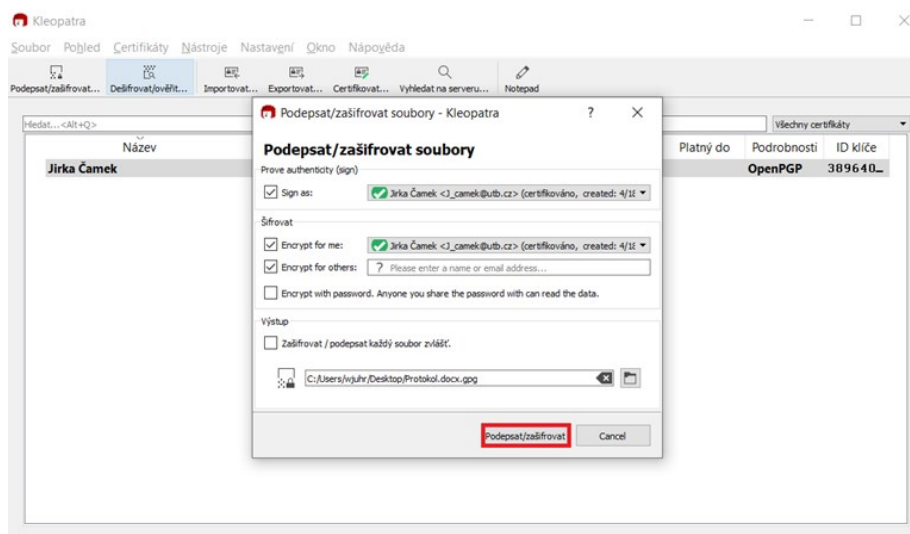 Kleopatra
Soubor Pohled Certifikáty Nástroje Nastavení Okno Nápověda
Podepsat/zašifrovat... Dešifrovat/ověřit... Importovat... Exportovat... Certifikovat... Vyhledat na serveru... Notepad
Podepsat/zašifrovat soubory - Kleopatra ? ×
Hledat...<Alt+Q> Všechny certifikáty
Název Platný do Podrobnosti ID klíče
Jirka Čamek OpenPGP 389640…
Podepsat/zašifrovat soubory
Prove authenticity (sign)
Sign as: Jirka Čamek <J_camek@utb.cz> (certifikováno, created: 4/18
Šifrovat
Encrypt for me: Jirka Čamek <J_camek@utb.cz> (certifikováno, created: 4/18
Encrypt for others: ? Please enter a name or email address...
Encrypt with password. Anyone you share the password with can read the data.
Výstup
Zašifrovat / podepsat každý soubor zvlášť.
C:/Users/wjuhr/Desktop/Protokol.docx.gpg
Podepsat/zašifrovat Cancel